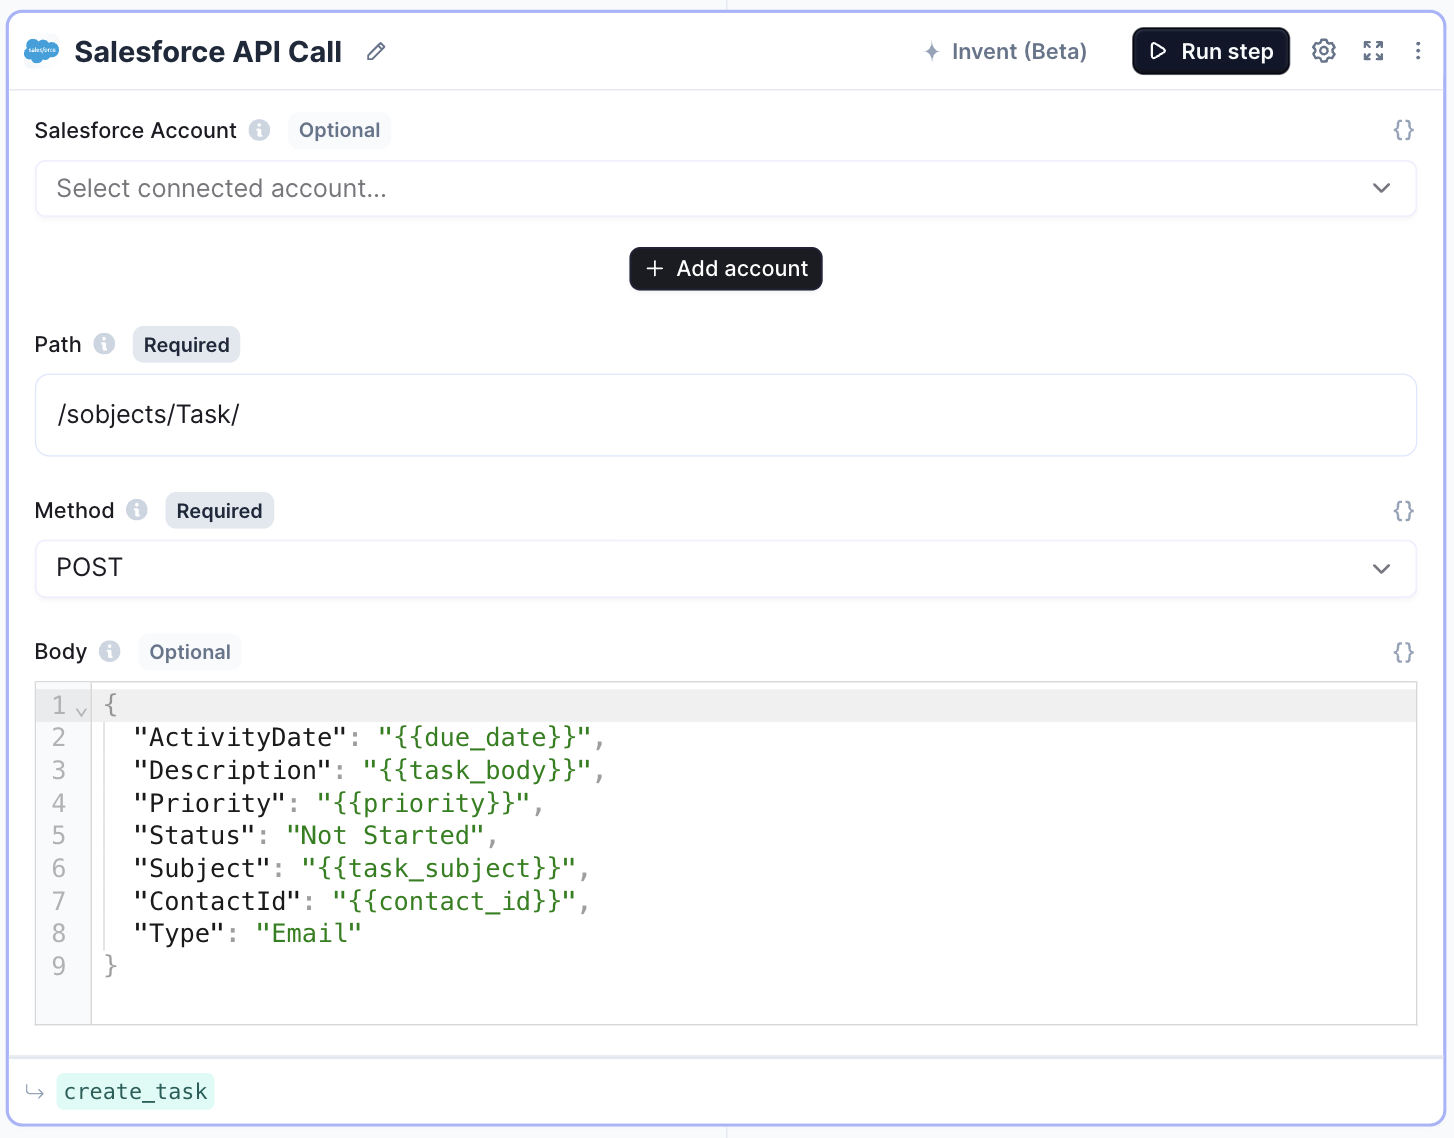 salesforce
Salesforce API Call
Invent (Beta)
Run step
Salesforce Account
Optional
{}
Select connected account...
+ Add account
Path
Required
/sobjects/Task/
Method
Required
{}
POST
Body
Optional
{}
1 {
2 "ActivityDate": "{{due_date}}",
3 "Description": "{{task_body}}",
4 "Priority": "{{priority}}",
5 "Status": "Not Started",
6 "Subject": "{{task_subject}}",
7 "ContactId": "{{contact_id}}",
8 "Type": "Email"
9 }
create_task